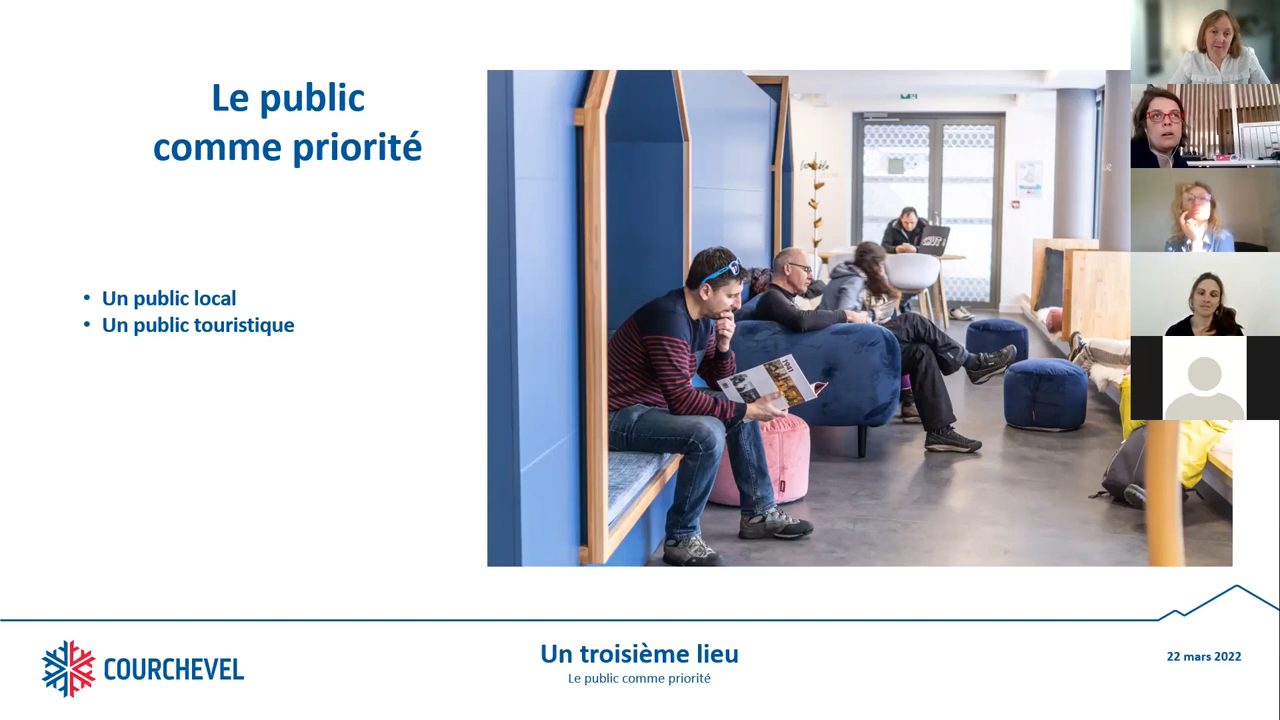 Le public
comme priorité
• Un public local
• Un public touristique
1941
COURCHEVEL
Un troisième lieu
Le public comme priorité
22 mars 2022